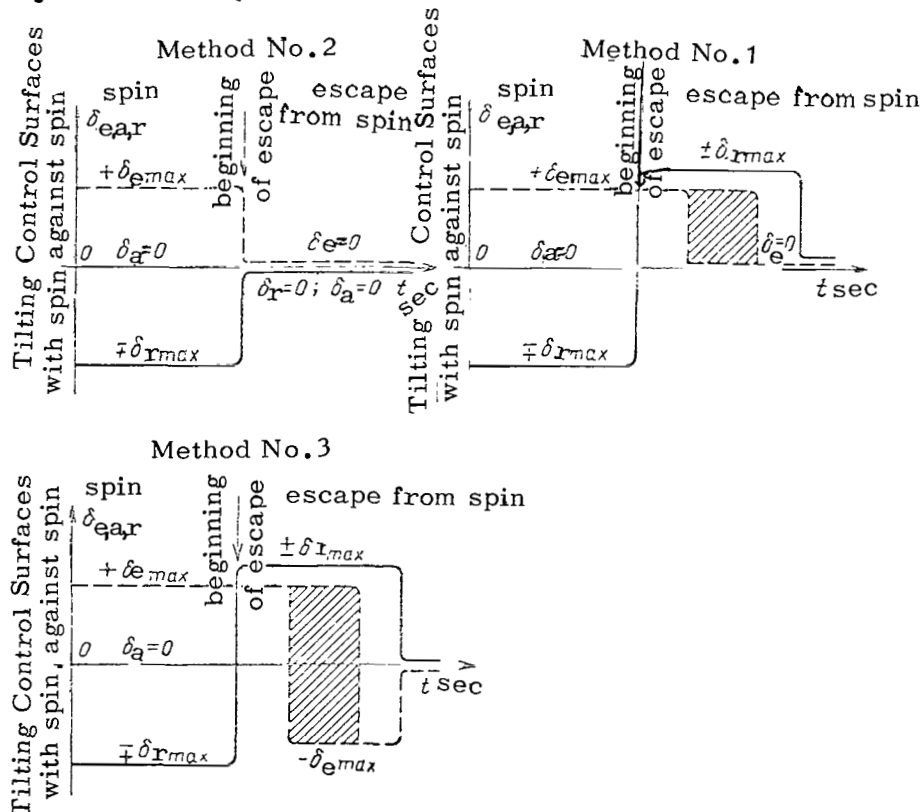 Method No.2
Tilting Control Surfaces
with spin against spin
spin
beginning
of escape
escape
from spin
δe,a,r
+δemax
0 δa=0
δe=0
δr=0; δa=0
t
sec
∓δrmax
Method No.1
Tilting Control Surfaces
with spin against spin
spin
beginning
of escape
escape from spin
δe,a,r
±δrmax
+δemax
0 δa=0
δe=0
t sec
∓δrmax
Method No.3
Tilting Control Surfaces
with spin, against spin
spin
beginning
of escape
escape from spin
δe,a,r
±δrmax
+δemax
0 δa=0
t sec
∓δrmax
-δemax